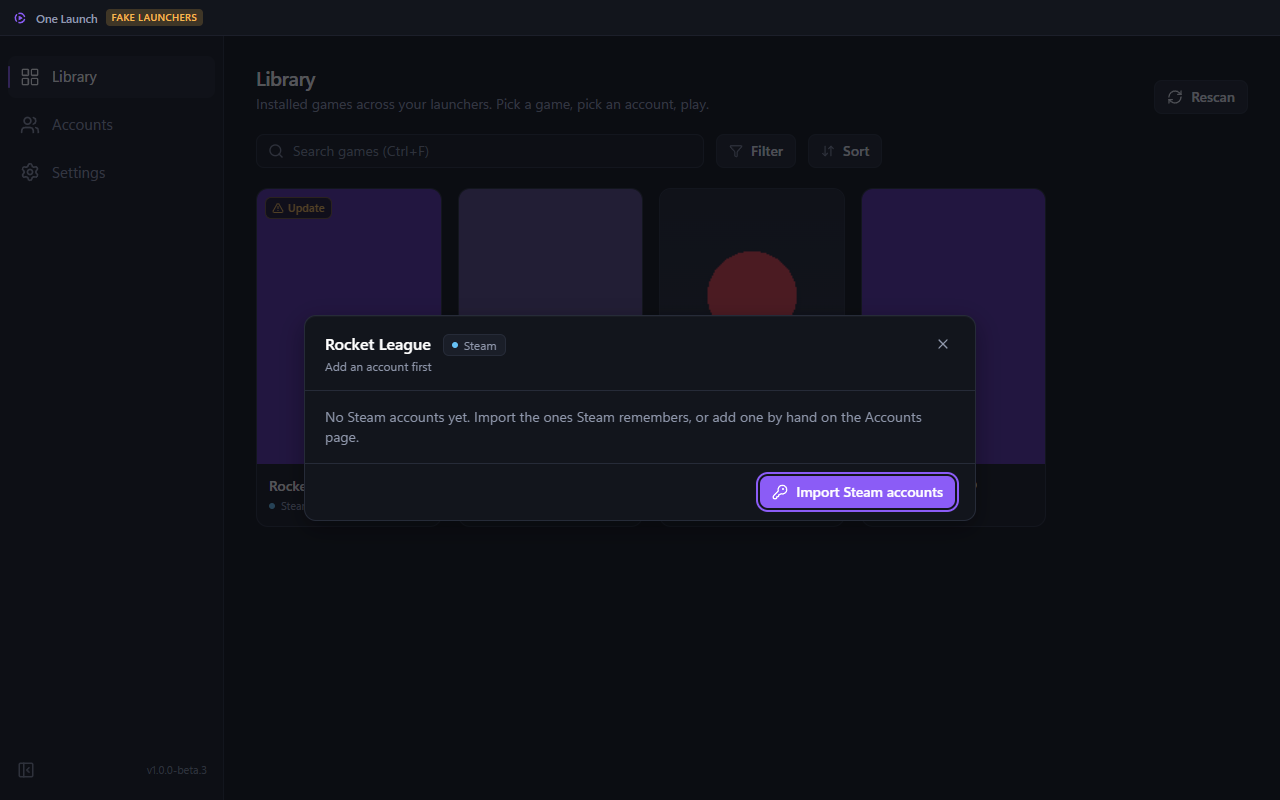 One Launch FAKE LAUNCHERS
Library
Accounts
Settings
Library
Installed games across your launchers. Pick a game, pick an account, play.
Rescan
Search games (Ctrl+F)
Filter
Sort
Update
Rocket League Steam
Add an account first
No Steam accounts yet. Import the ones Steam remembers, or add one by hand on the Accounts
page.
Import Steam accounts
v1.0.0-beta.3